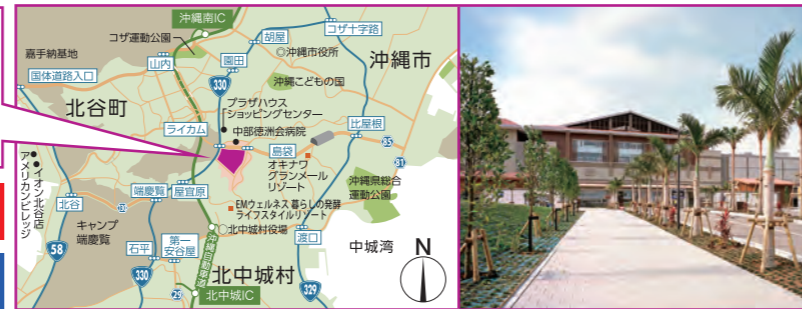 沖縄南IC
コザ十字路
コザ運動公園
胡屋
◎沖縄市役所
沖縄市
嘉手納基地
山内
園田
国体道路入口
330
沖縄こどもの国
北谷町
プラザハウス
ショッピングセンター
比屋根
ライカム
中部徳洲会病院
85
島袋
オキナワ
グランメール
リゾート
沖縄県総合
運動公園
イオン北谷店
アメリカンビレッジ
北谷
端慶覧
屋宜原
EMウェルネス 暮らしの発酵
ライフスタイルリゾート
キャンプ
端慶覧
○北中城村役場
渡口
中城湾
N
58
石平
第一
安谷屋
沖縄自動車道
330
北中城村
29
北中城IC
329